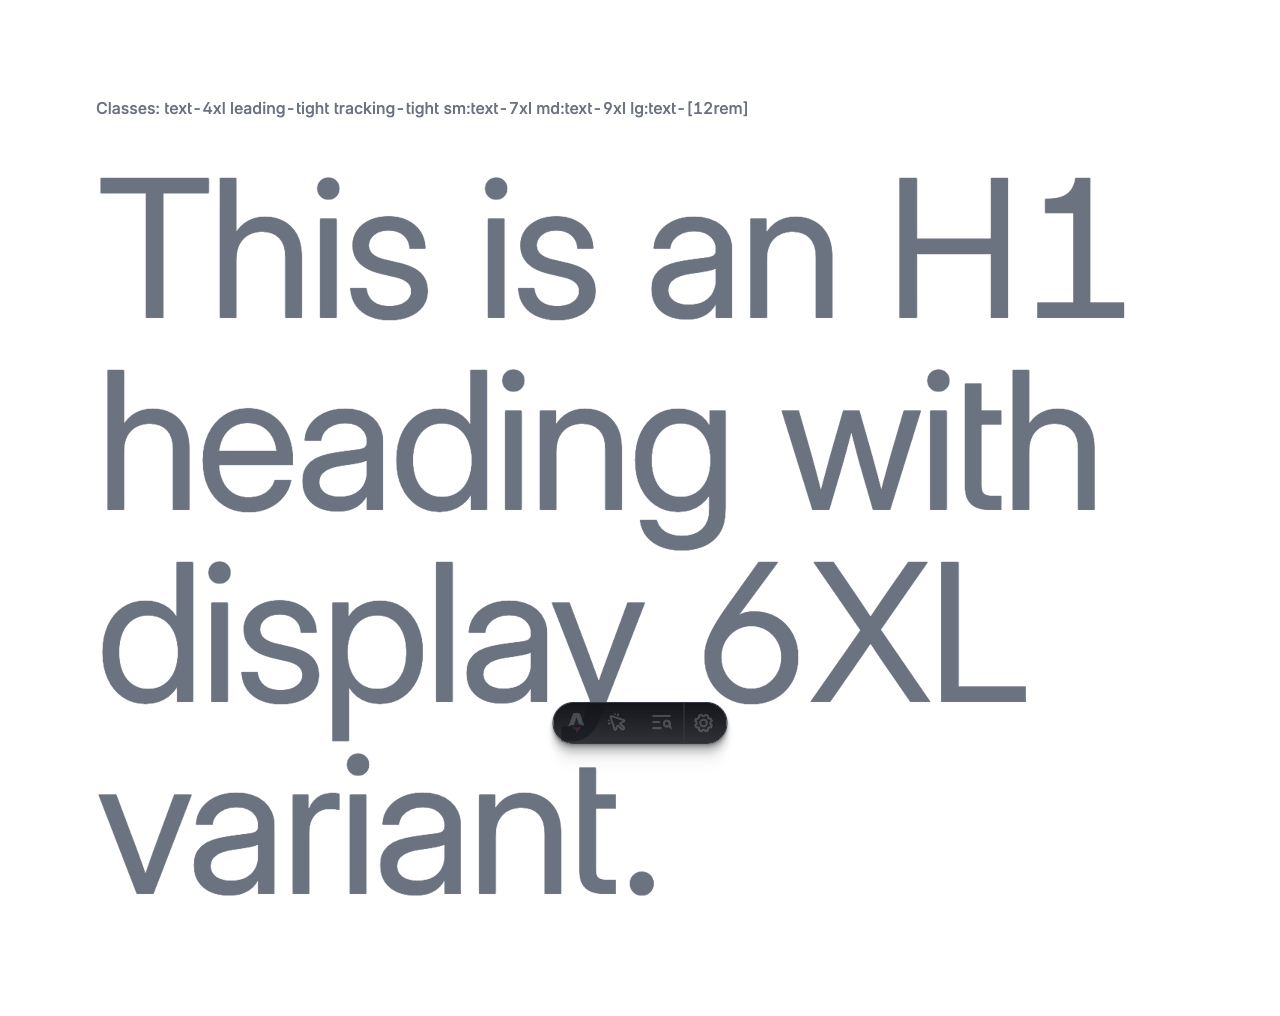 Classes: text-4xl leading-tight tracking-tight sm:text-7xl md:text-9xl lg:text-[12rem]
This is an H1
heading with
display 6XL
variant.